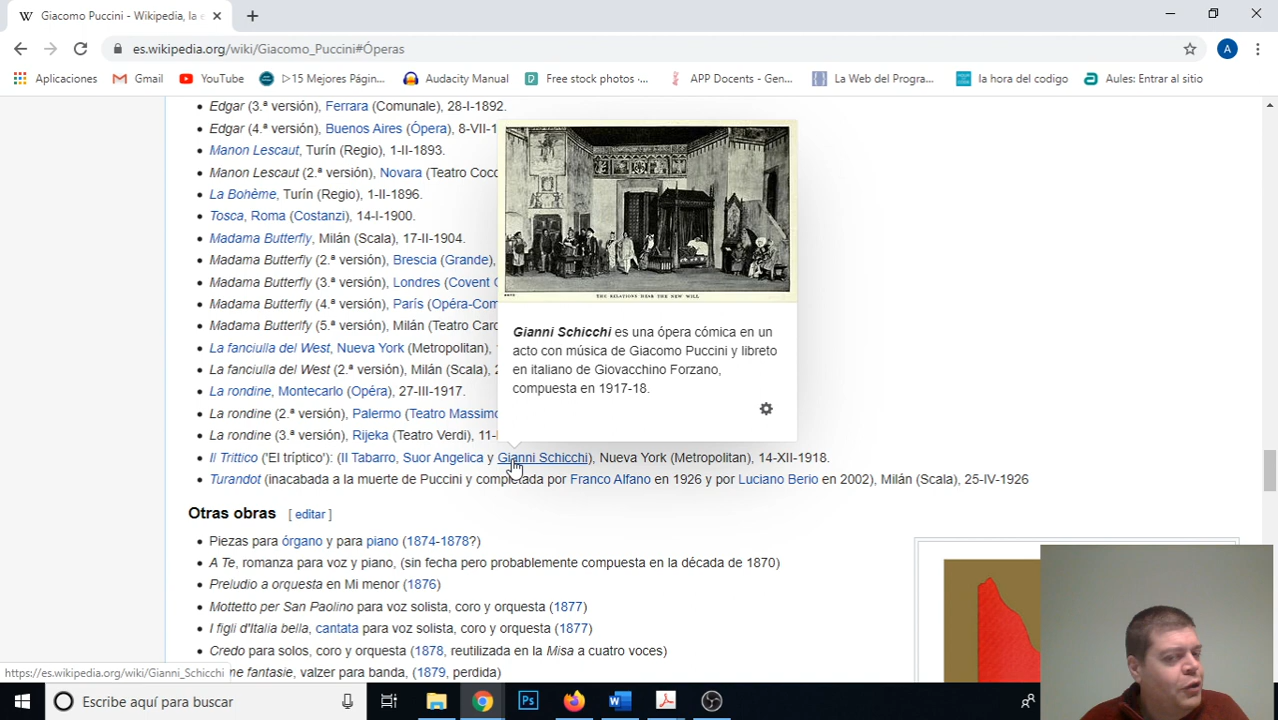 Giacomo Puccini - Wikipedia, la e
es.wikipedia.org/wiki/Giacomo_Puccini#Óperas
A
Aplicaciones Gmail YouTube ▷15 Mejores Págin... Audacity Manual Free stock photos ·... APP Docents - Gen... La Web del Progra... la hora del codigo Aules: Entrar al sitio
• Edgar (3.ª versión), Ferrara (Comunale), 28-I-1892.
• Edgar (4.ª versión), Buenos Aires (Ópera), 8-VII-1
• Manon Lescaut, Turín (Regio), 1-II-1893.
• Manon Lescaut (2.ª versión), Novara (Teatro Coc
• La Bohème, Turín (Regio), 1-II-1896.
• Tosca, Roma (Costanzi), 14-I-1900.
• Madama Butterfly, Milán (Scala), 17-II-1904.
• Madama Butterfly (2.ª versión), Brescia (Grande),
• Madama Butterfly (3.ª versión), Londres (Covent G
• Madama Butterfly (4.ª versión), París (Opéra-Com
• Madama Butterlfy (5.ª versión), Milán (Teatro Carc
• La fanciulla del West, Nueva York (Metropolitan),
• La fanciulla del West (2.ª versión), Milán (Scala), 2
• La rondine, Montecarlo (Opéra), 27-III-1917.
• La rondine (2.ª versión), Palermo (Teatro Massimo
• La rondine (3.ª versión), Rijeka (Teatro Verdi), 11-
• Il Trittico ('El tríptico'): (Il Tabarro, Suor Angelica y Gianni Schicchi), Nueva York (Metropolitan), 14-XII-1918.
• Turandot (inacabada a la muerte de Puccini y completada por Franco Alfano en 1926 y por Luciano Berio en 2002), Milán (Scala), 25-IV-1926
THE RELATIONS HEAR THE NEW WILL
Gianni Schicchi es una ópera cómica en un
acto con música de Giacomo Puccini y libreto
en italiano de Giovacchino Forzano,
compuesta en 1917-18.
Otras obras [ editar ]
• Piezas para órgano y para piano (1874-1878?)
• A Te, romanza para voz y piano, (sin fecha pero probablemente compuesta en la década de 1870)
• Preludio a orquesta en Mi menor (1876)
• Mottetto per San Paolino para voz solista, coro y orquesta (1877)
• I figli d'Italia bella, cantata para voz solista, coro y orquesta (1877)
• Credo para solos, coro y orquesta (1878, reutilizada en la Misa a cuatro voces)
ne fantasie, valzer para banda, (1879, perdida)
https://es.wikipedia.org/wiki/Gianni_Schicchi
Escribe aquí para buscar
Ps